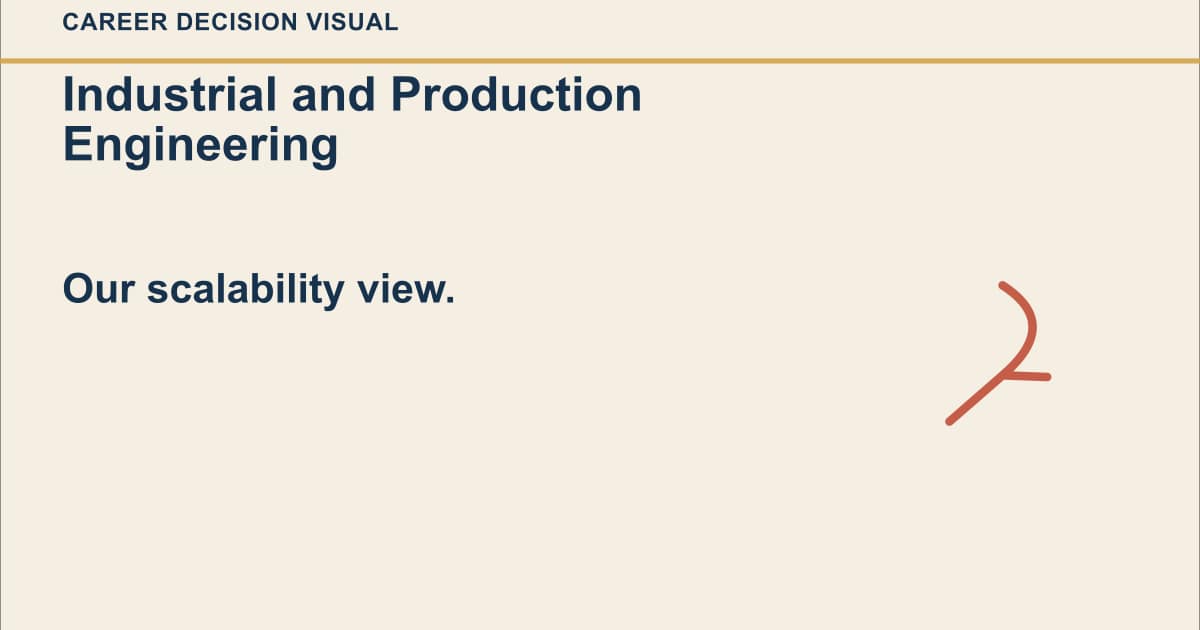 CAREER DECISION VISUAL
Industrial and Production
Engineering
Our scalability view.